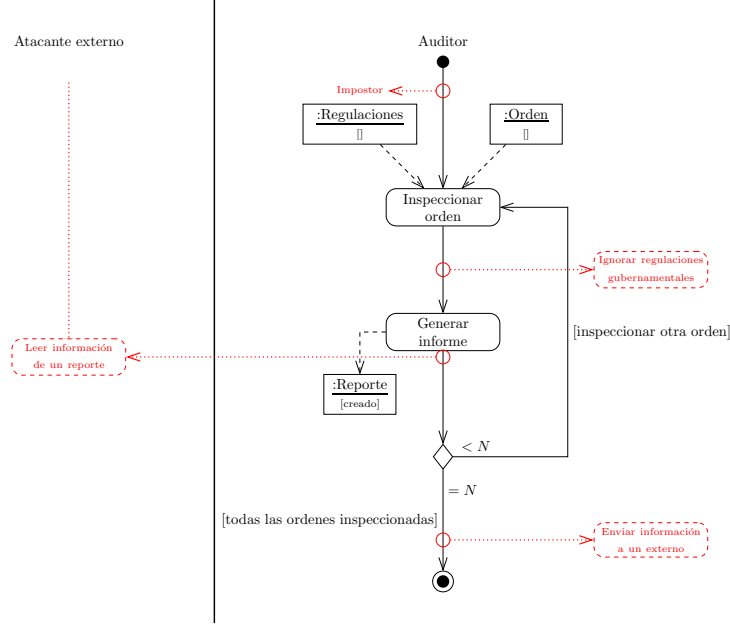 Atacante externo
Auditor
Impostor
:Regulaciones
[]
:Orden
[]
Inspeccionar
orden
Ignorar regulaciones
gubernamentales
Generar
informe
[inspeccionar otra orden]
Leer información
de un reporte
:Reporte
[creado]
< N
= N
[todas las ordenes inspeccionadas]
Enviar información
a un externo